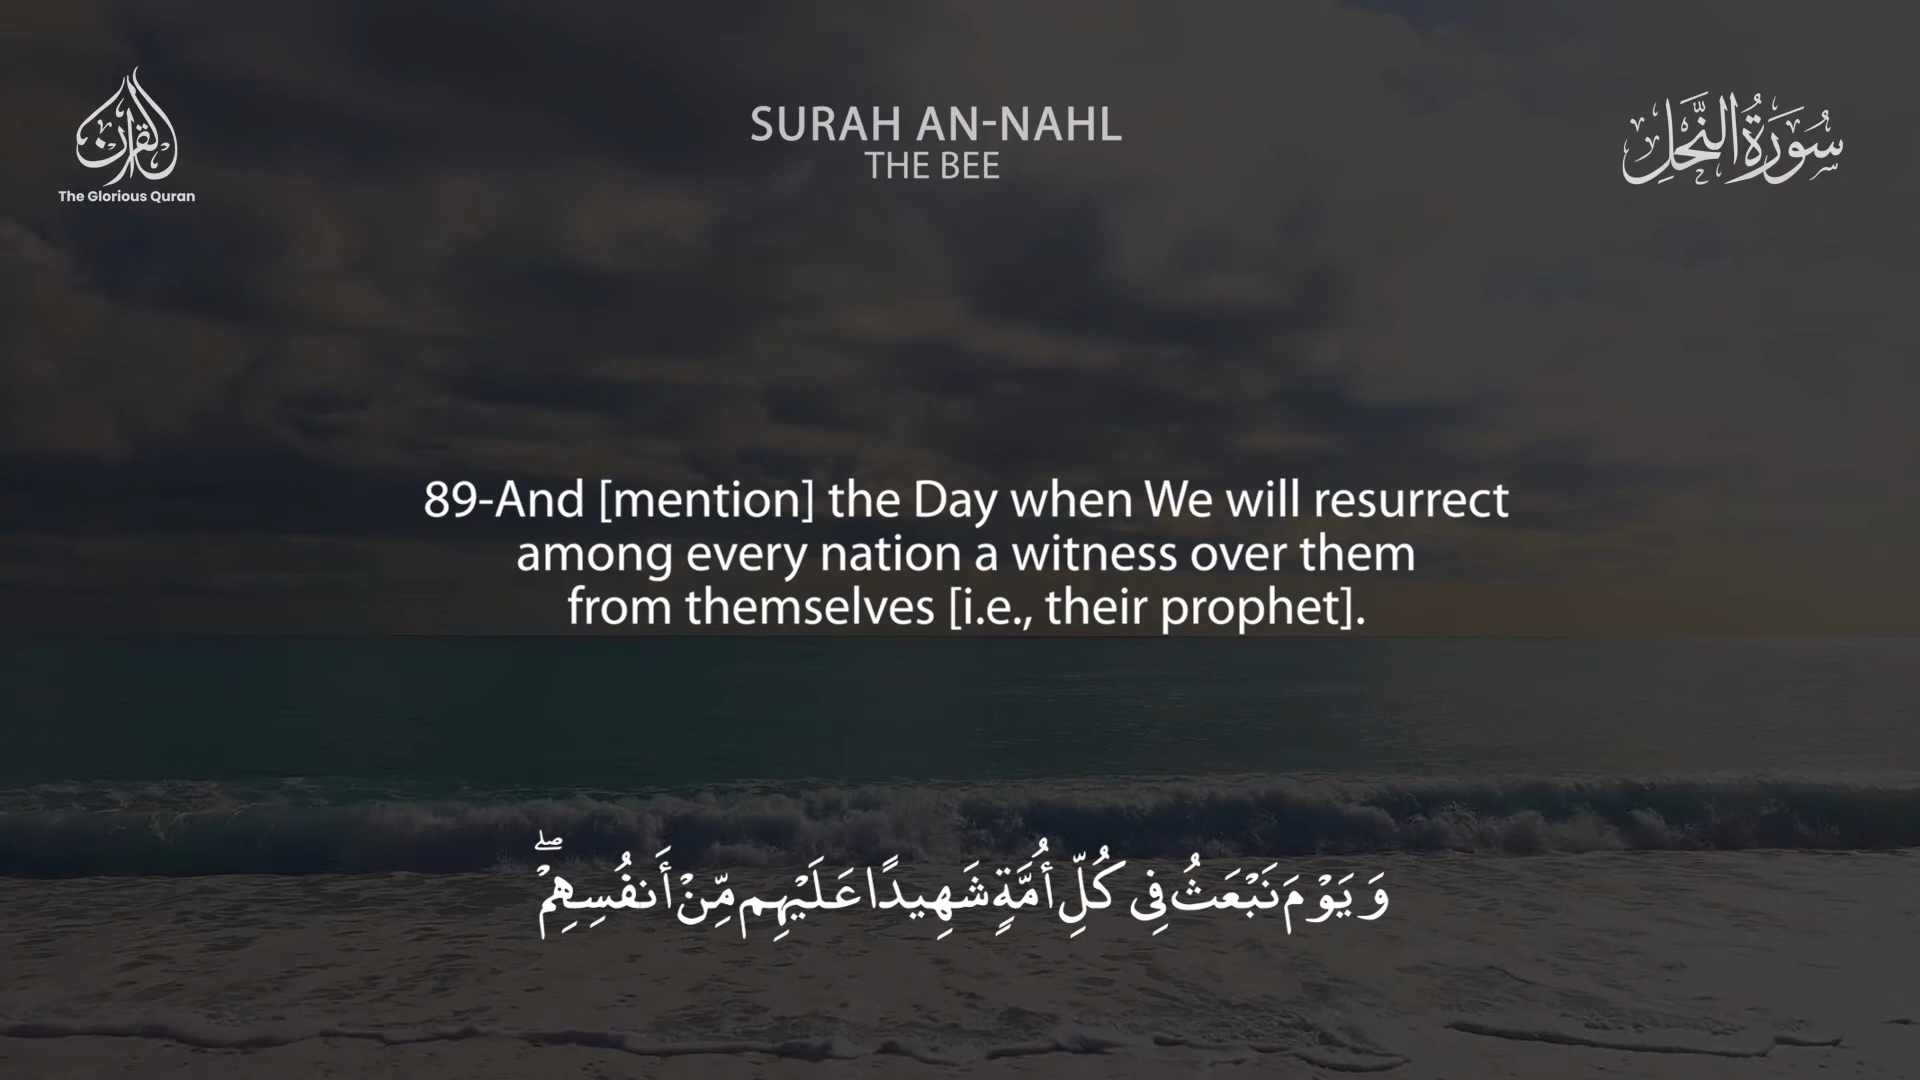 القرآن
The Glorious Quran
SURAH AN-NAHL
THE BEE
سُورَةُ النَّحْلِ
89-And [mention] the Day when We will resurrect
among every nation a witness over them
from themselves [i.e., their prophet].
وَيَوْمَ نَبْعَثُ فِى كُلِّ أُمَّةٍ شَهِيدًا عَلَيْهِم مِّنْ أَنفُسِهِمْ ۖ